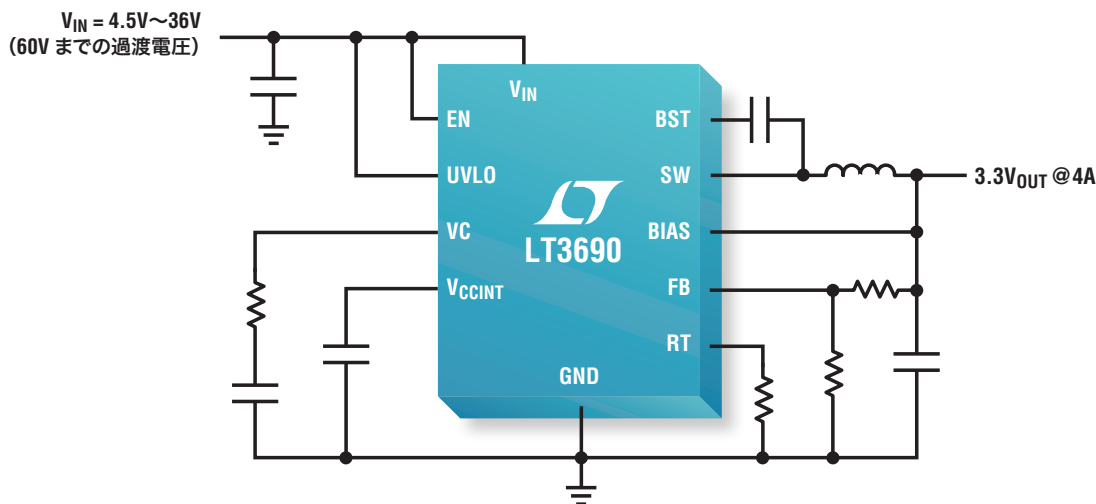 VIN = 4.5V～36V
（60V までの過渡電圧）
VIN
EN
BST
UVLO
SW
3.3VOUT @4A
LT3690
VC
BIAS
VCCINT
FB
RT
GND